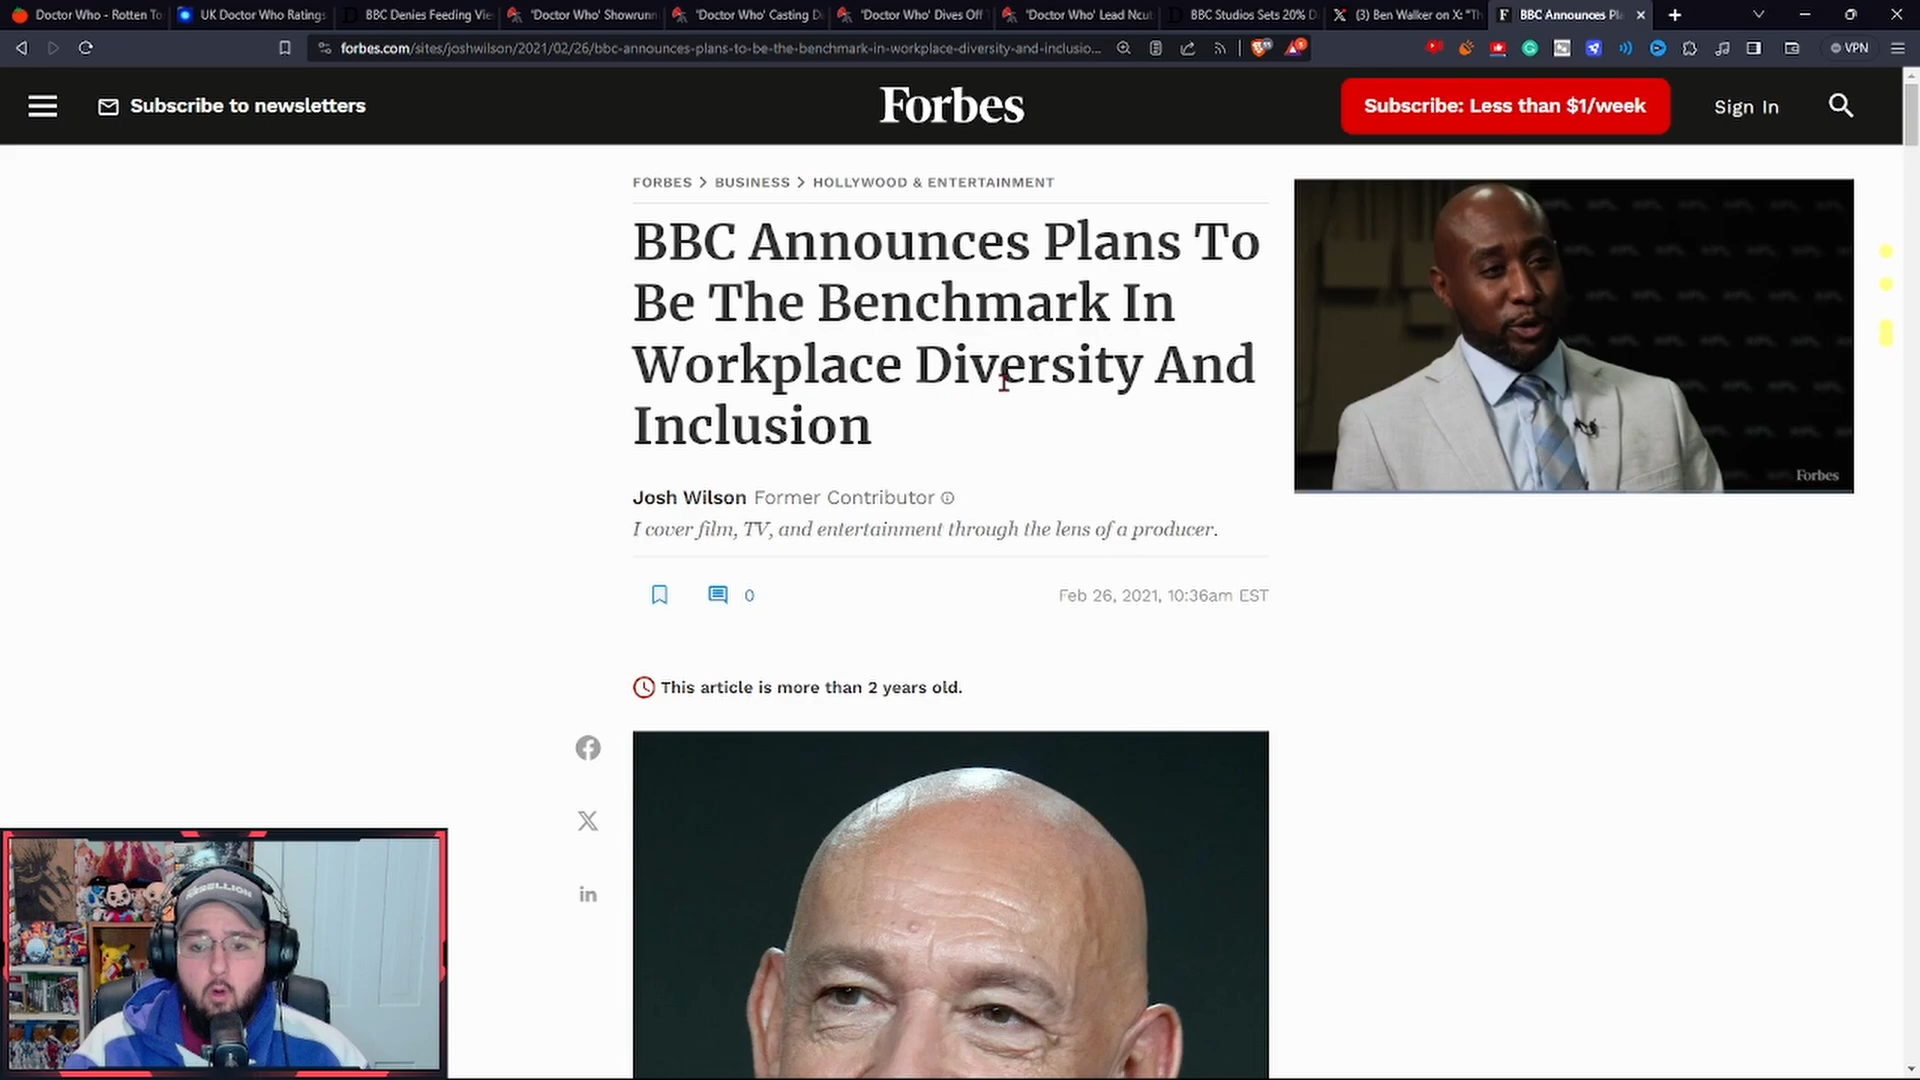 Doctor Who - Rotten To
UK Doctor Who Ratings
BBC Denies Feeding Vie
'Doctor Who' Showrunn
'Doctor Who' Casting D
'Doctor Who' Dives Off
'Doctor Who' Lead Ncut
BBC Studios Sets 20% D
(3) Ben Walker on X: "Th
BBC Announces Pl
forbes.com/sites/joshwilson/2021/02/26/bbc-announces-plans-to-be-the-benchmark-in-workplace-diversity-and-inclusio...
VPN
Subscribe to newsletters
Forbes
Subscribe: Less than $1/week
Sign In
FORBES > BUSINESS > HOLLYWOOD & ENTERTAINMENT
BBC Announces Plans To
Be The Benchmark In
Workplace Diversity And
Inclusion
Forbes
Josh Wilson Former Contributor
I cover film, TV, and entertainment through the lens of a producer.
0
Feb 26, 2021, 10:36am EST
This article is more than 2 years old.
REBELLION